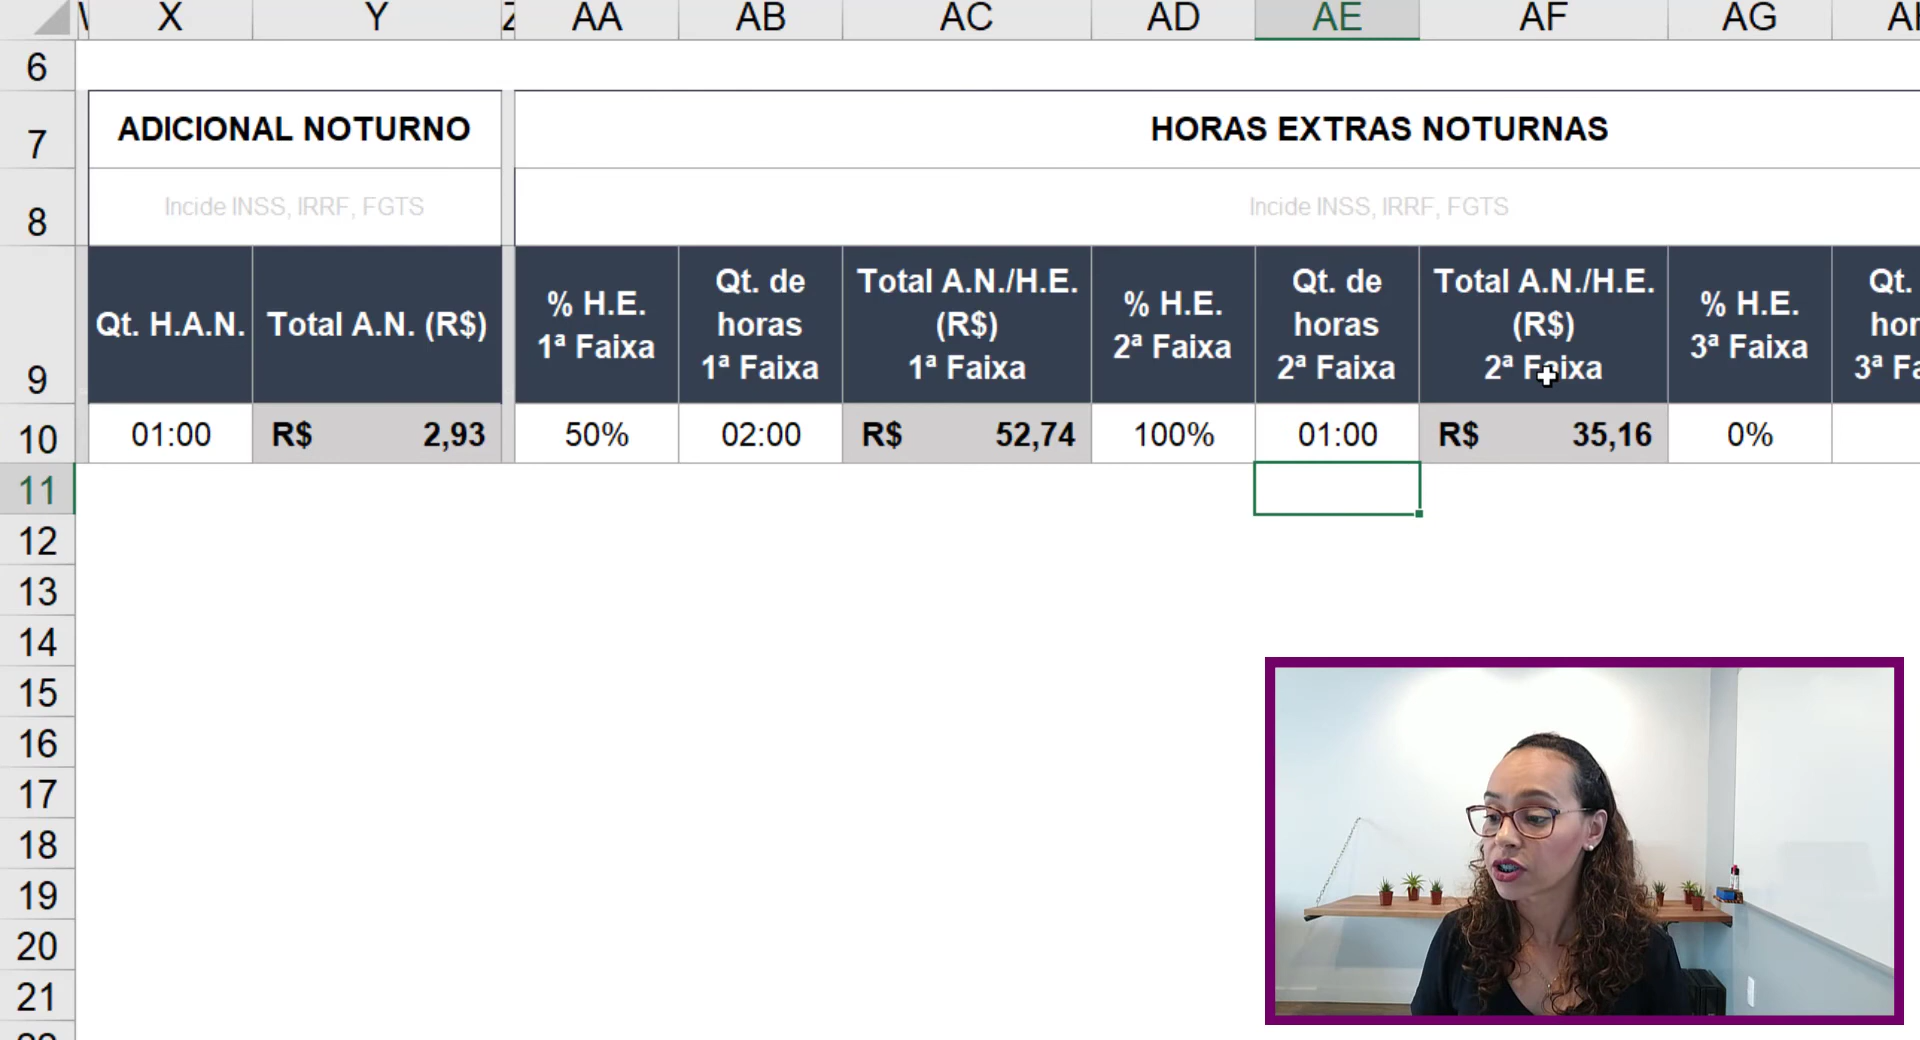 X Y Z AA AB AC AD AE AF AG
6
7 ADICIONAL NOTURNO HORAS EXTRAS NOTURNAS
8 Incide INSS, IRRF, FGTS Incide INSS, IRRF, FGTS
9
Qt. H.A.N.
Total A.N. (R$)
% H.E.
1ª Faixa
Qt. de
horas
1ª Faixa
Total A.N./H.E.
(R$)
1ª Faixa
% H.E.
2ª Faixa
Qt. de
horas
2ª Faixa
Total A.N./H.E.
(R$)
2ª Faixa
% H.E.
3ª Faixa
Qt.
10 01:00 R$ 2,93 50% 02:00 R$ 52,74 100% 01:00 R$ 35,16 0%
11
12
13
14
15
16
17
18
19
20
21